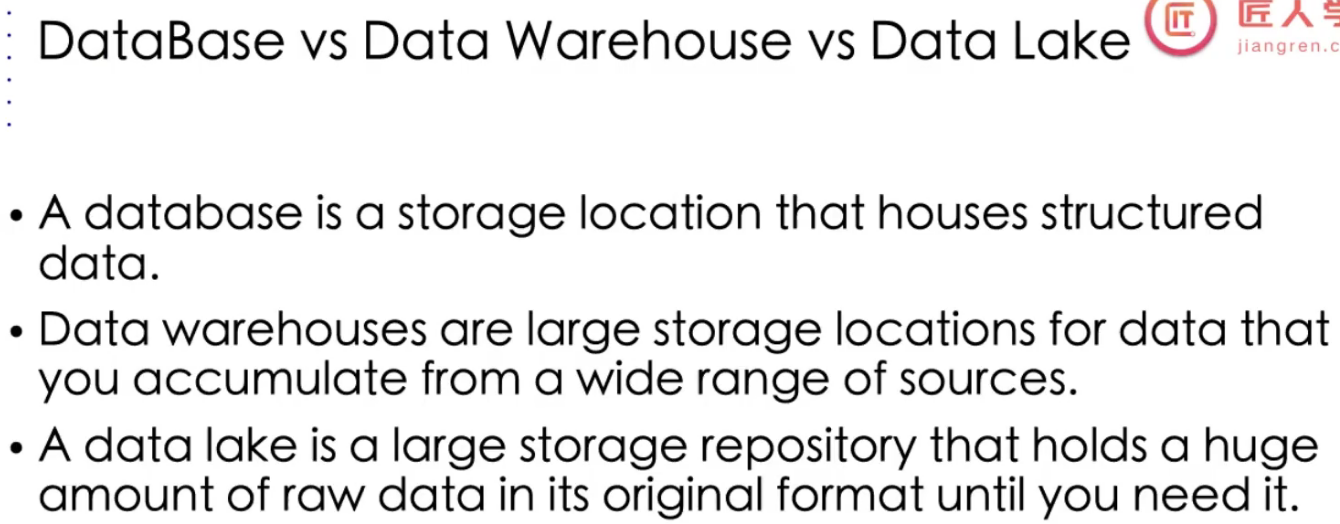 DataBase vs Data Warehouse vs Data Lake
IT
匠人学
jiangren.c
• A database is a storage location that houses structured
data.
• Data warehouses are large storage locations for data that
you accumulate from a wide range of sources.
• A data lake is a large storage repository that holds a huge
amount of raw data in its original format until you need it.